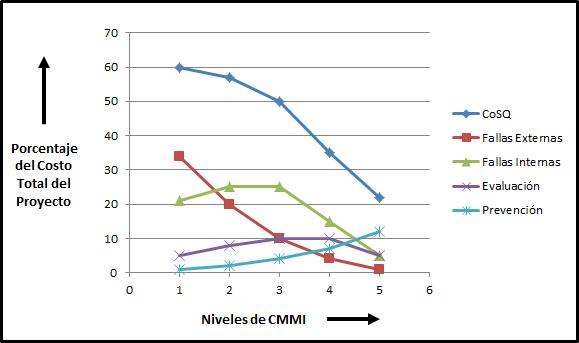 70
60
50
40
30
20
10
0
0
1
2
3
4
5
6
Porcentaje
del Costo
Total del
Proyecto
Niveles de CMMI
CoSQ
Fallas Externas
Fallas Internas
Evaluación
Prevención